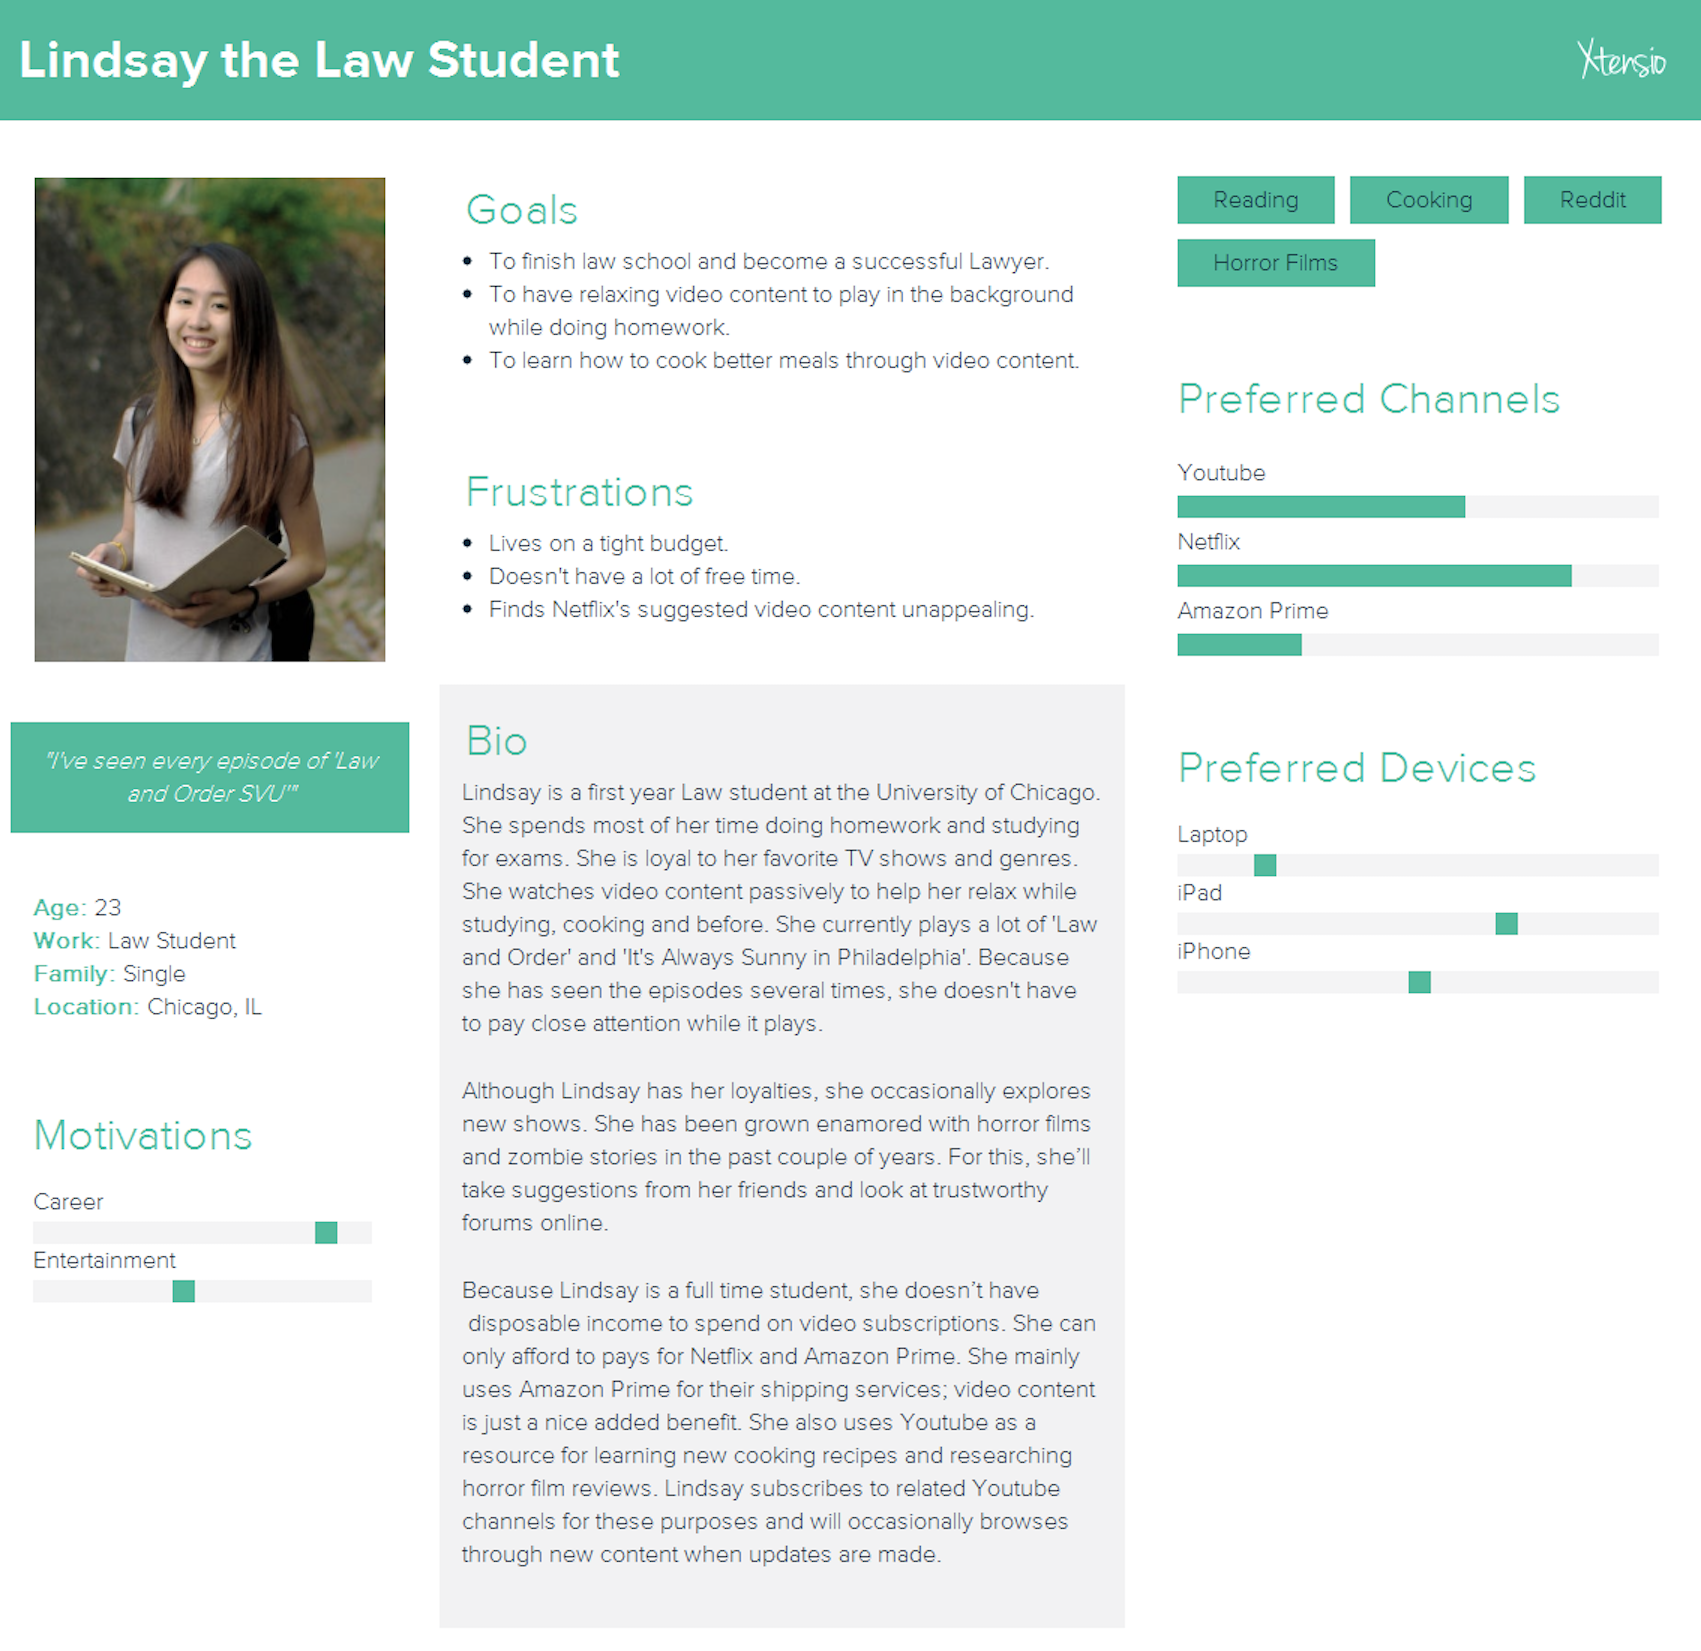 Lindsay the Law Student
Xtensio
"I've seen every episode of 'Law
and Order SVU'"
Age: 23
Work: Law Student
Family: Single
Location: Chicago, IL
Motivations
Career
Entertainment
Goals
• To finish law school and become a successful Lawyer.
• To have relaxing video content to play in the background
while doing homework.
• To learn how to cook better meals through video content.
Frustrations
• Lives on a tight budget.
• Doesn't have a lot of free time.
• Finds Netflix's suggested video content unappealing.
Bio
Lindsay is a first year Law student at the University of Chicago.
She spends most of her time doing homework and studying
for exams. She is loyal to her favorite TV shows and genres.
She watches video content passively to help her relax while
studying, cooking and before. She currently plays a lot of 'Law
and Order' and 'It's Always Sunny in Philadelphia'. Because
she has seen the episodes several times, she doesn't have
to pay close attention while it plays.
Although Lindsay has her loyalties, she occasionally explores
new shows. She has been grown enamored with horror films
and zombie stories in the past couple of years. For this, she’ll
take suggestions from her friends and look at trustworthy
forums online.
Because Lindsay is a full time student, she doesn’t have
disposable income to spend on video subscriptions. She can
only afford to pays for Netflix and Amazon Prime. She mainly
uses Amazon Prime for their shipping services; video content
is just a nice added benefit. She also uses Youtube as a
resource for learning new cooking recipes and researching
horror film reviews. Lindsay subscribes to related Youtube
channels for these purposes and will occasionally browses
through new content when updates are made.
Reading Cooking Reddit
Horror Films
Preferred Channels
Youtube
Netflix
Amazon Prime
Preferred Devices
Laptop
iPad
iPhone